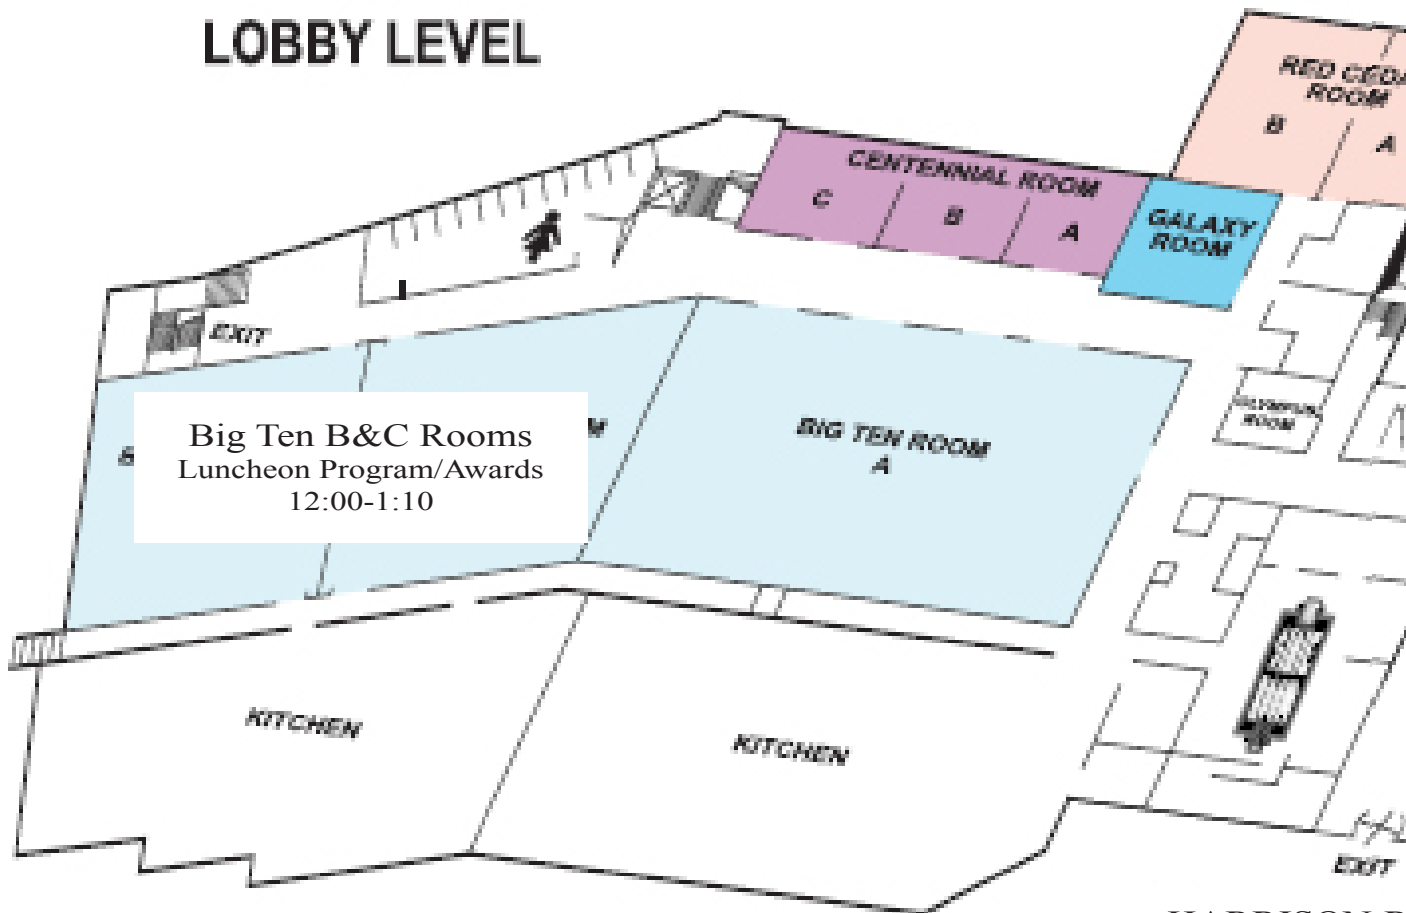 LOBBY LEVEL
RED CEDA
ROOM
B
A
CENTENNIAL ROOM
C
B
A
GALAXY
ROOM
EXIT
Big Ten B&C Rooms
Luncheon Program/Awards
12:00-1:10
BIG TEN ROOM
A
ROOM
KITCHEN
KITCHEN
EXIT